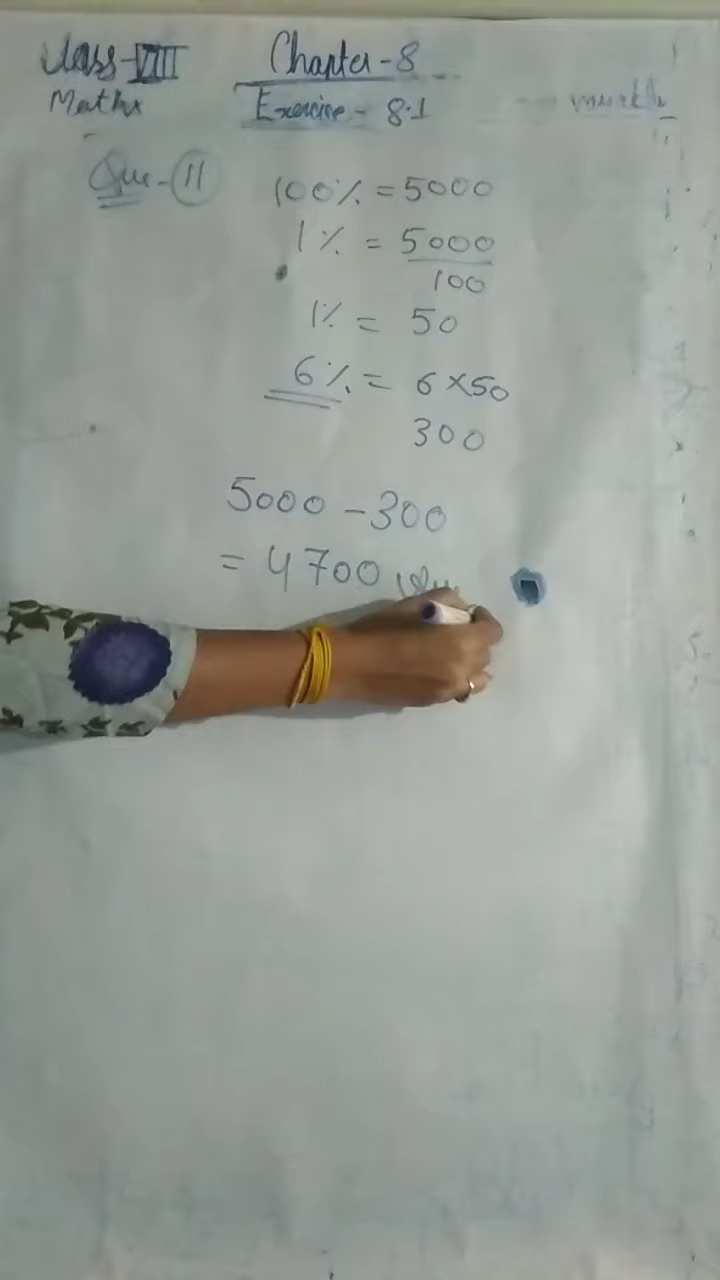 Class-VIII
Chapter-8
Maths
Exercise - 8.1
Que-11
100% = 5000
1% = 5000
100
1% = 50
6% = 6×50
300
5000 - 300
= 4700